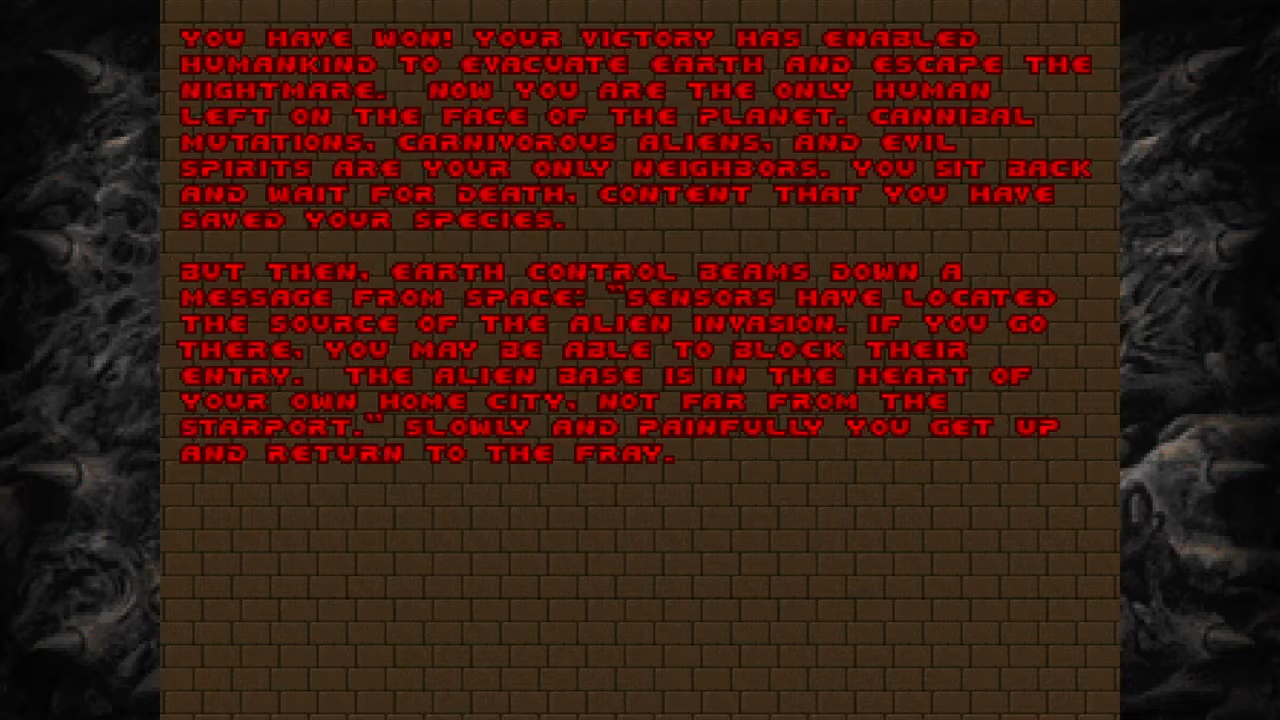 YOU HAVE WON! YOUR VICTORY HAS ENABLED
HUMANKIND TO EVACUATE EARTH AND ESCAPE THE
NIGHTMARE.  NOW YOU ARE THE ONLY HUMAN
LEFT ON THE FACE OF THE PLANET. CANNIBAL
MUTATIONS, CARNIVOROUS ALIENS, AND EVIL
SPIRITS ARE YOUR ONLY NEIGHBORS. YOU SIT BACK
AND WAIT FOR DEATH, CONTENT THAT YOU HAVE
SAVED YOUR SPECIES.
BUT THEN, EARTH CONTROL BEAMS DOWN A
MESSAGE FROM SPACE: "SENSORS HAVE LOCATED
THE SOURCE OF THE ALIEN INVASION. IF YOU GO
THERE, YOU MAY BE ABLE TO BLOCK THEIR
ENTRY.  THE ALIEN BASE IS IN THE HEART OF
YOUR OWN HOME CITY, NOT FAR FROM THE
STARPORT." SLOWLY AND PAINFULLY YOU GET UP
AND RETURN TO THE FRAY.